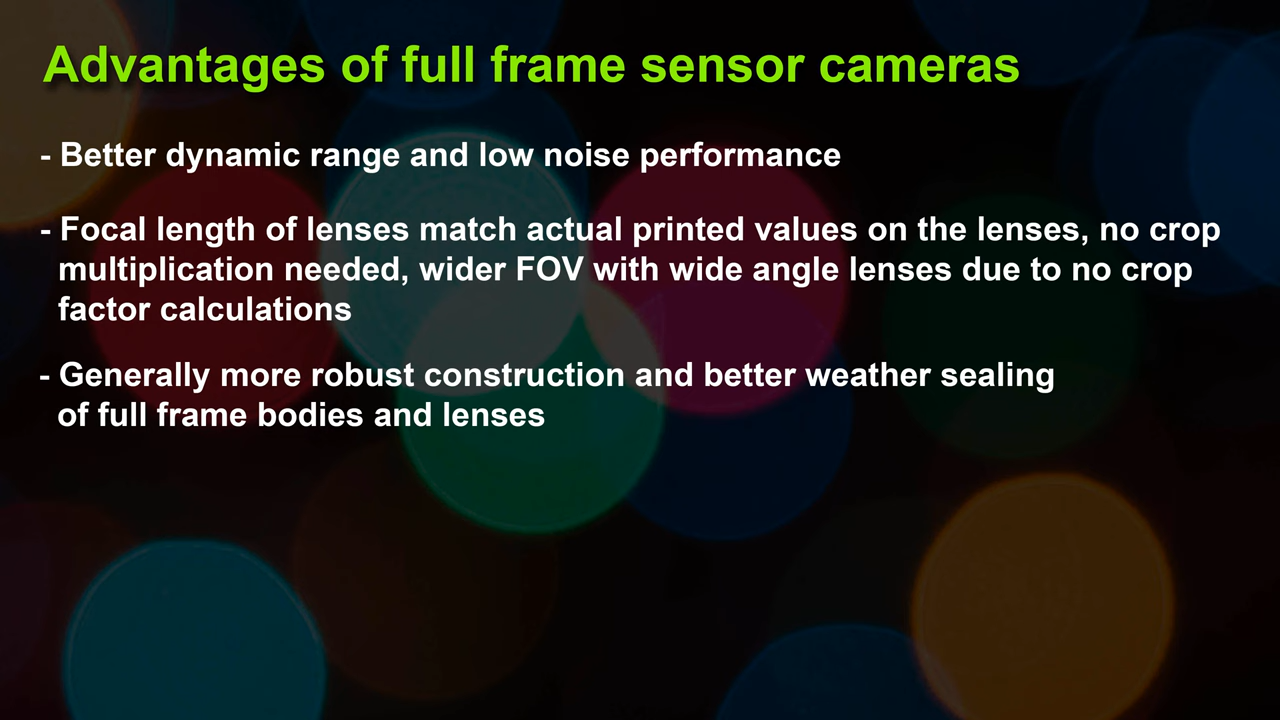 Advantages of full frame sensor cameras
- Better dynamic range and low noise performance
- Focal length of lenses match actual printed values on the lenses, no crop
multiplication needed, wider FOV with wide angle lenses due to no crop
factor calculations
- Generally more robust construction and better weather sealing
of full frame bodies and lenses